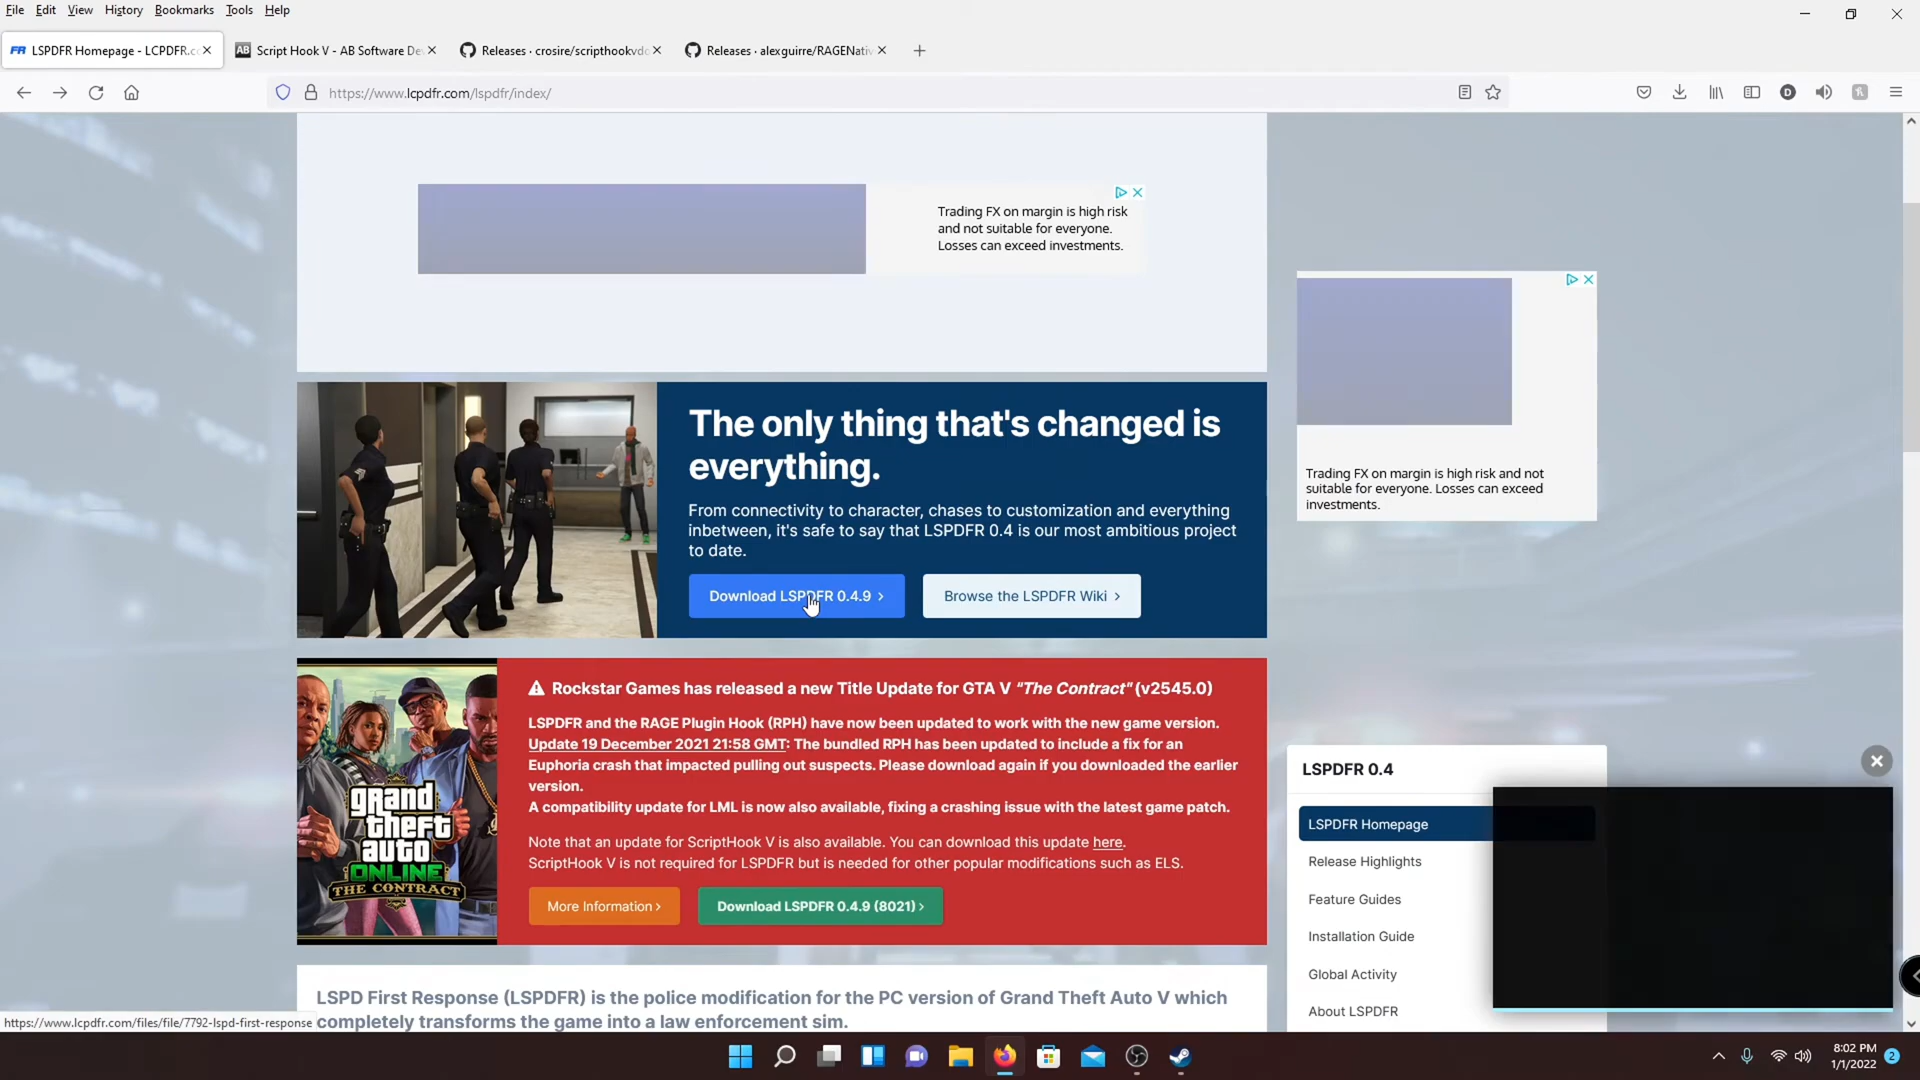 File Edit View History Bookmarks Tools Help
LSPDFR Homepage - LCPDFR.c
Script Hook V - AB Software De
Releases · crosire/scripthookvd
Releases · alexguirre/RAGENativ
https://www.lcpdfr.com/lspdfr/index/
Trading FX on margin is high risk
and not suitable for everyone.
Losses can exceed investments.
Trading FX on margin is high risk and not
suitable for everyone. Losses can exceed
investments.
The only thing that's changed is
everything.
From connectivity to character, chases to customization and everything
inbetween, it's safe to say that LSPDFR 0.4 is our most ambitious project
to date.
Download LSPDFR 0.4.9 ›
Browse the LSPDFR Wiki ›
grand
theft
auto
ONLINE
THE CONTRACT
Rockstar Games has released a new Title Update for GTA V "The Contract" (v2545.0)
LSPDFR and the RAGE Plugin Hook (RPH) have now been updated to work with the new game version.
Update 19 December 2021 21:58 GMT: The bundled RPH has been updated to include a fix for an
Euphoria crash that impacted pulling out suspects. Please download again if you downloaded the earlier
version.
A compatibility update for LML is now also available, fixing a crashing issue with the latest game patch.
Note that an update for ScriptHook V is also available. You can download this update here.
ScriptHook V is not required for LSPDFR but is needed for other popular modifications such as ELS.
More Information ›
Download LSPDFR 0.4.9 (8021) ›
LSPDFR 0.4
LSPDFR Homepage
Release Highlights
Feature Guides
Installation Guide
Global Activity
About LSPDFR
LSPD First Response (LSPDFR) is the police modification for the PC version of Grand Theft Auto V which
completely transforms the game into a law enforcement sim.
https://www.lcpdfr.com/files/file/7792-lspd-first-response
8:02 PM
1/1/2022
2